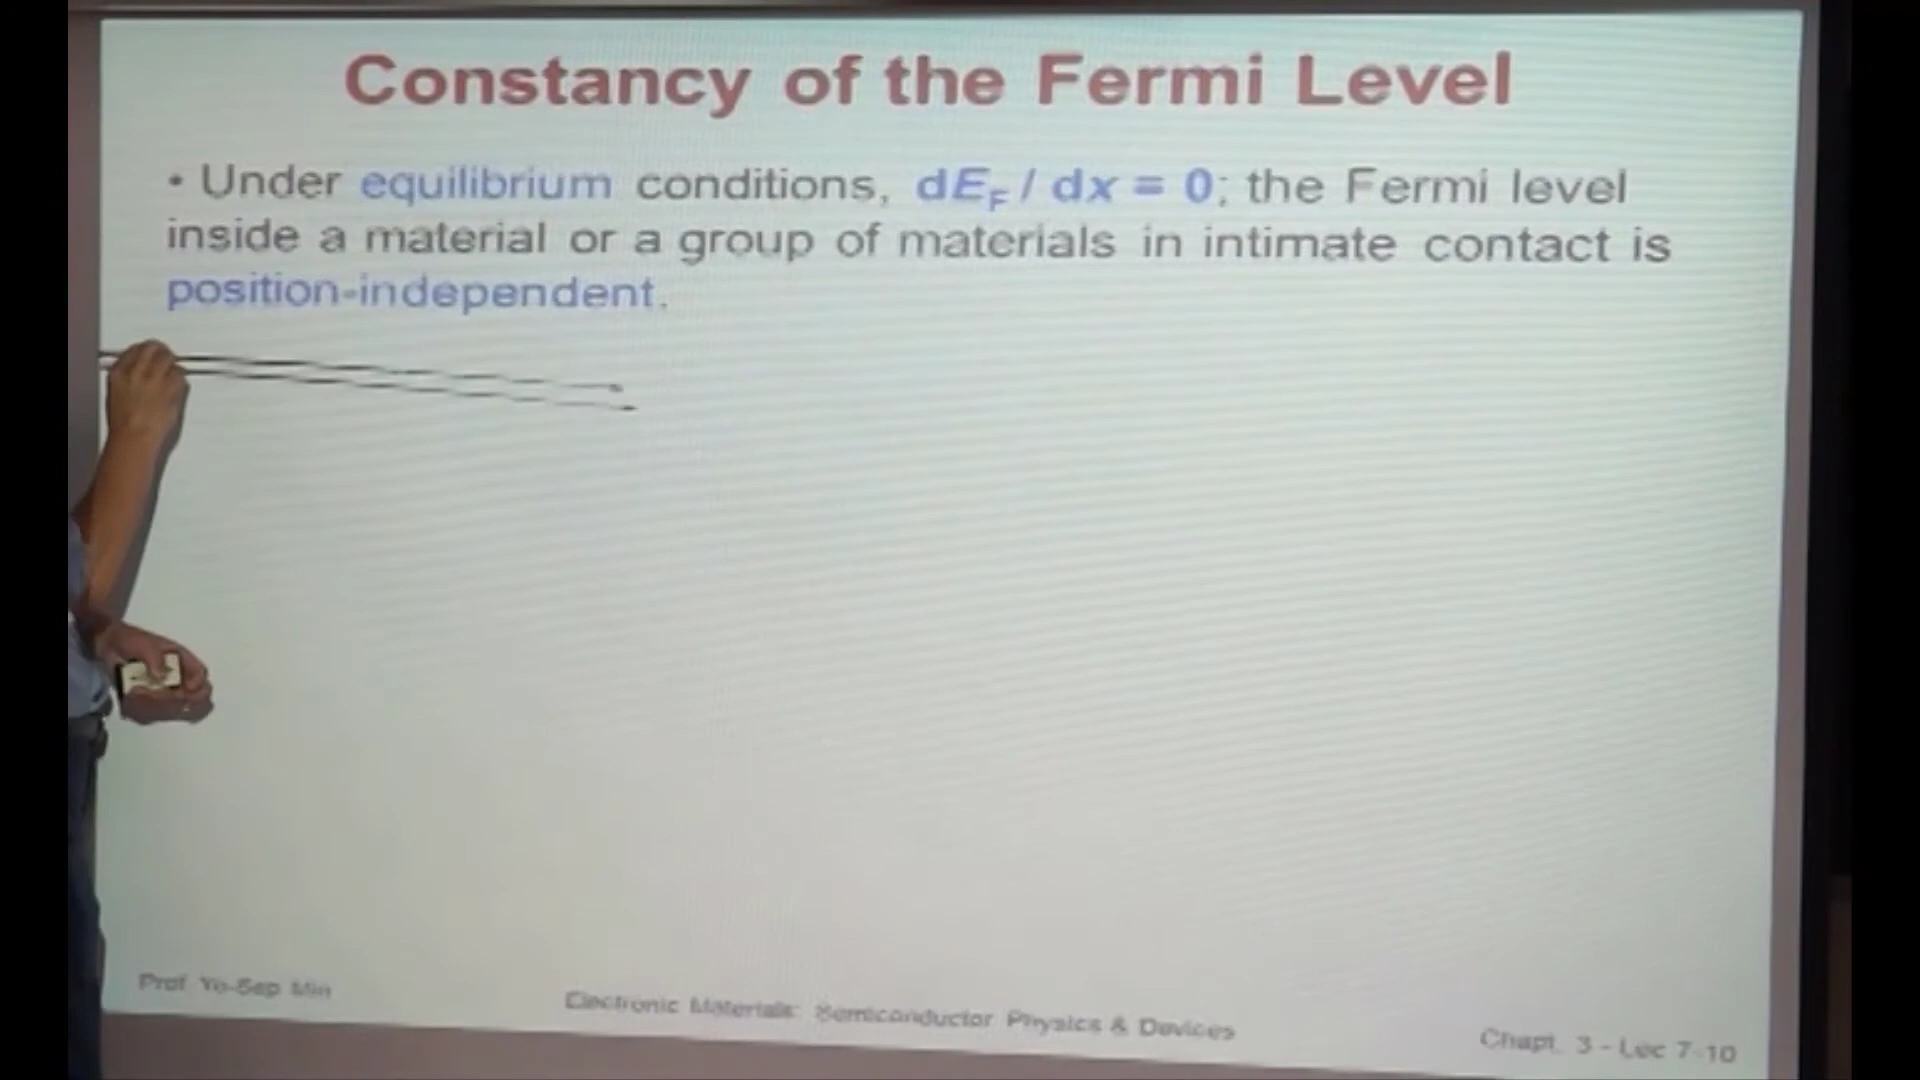 Constancy of the Fermi Level
• Under equilibrium conditions, dE_F / dx = 0; the Fermi level
inside a material or a group of materials in intimate contact is
position-independent.
Prof. Yo-Sep Min
Electronic Materials: Semiconductor Physics & Devices
Chapt. 3 - Lec 7-10